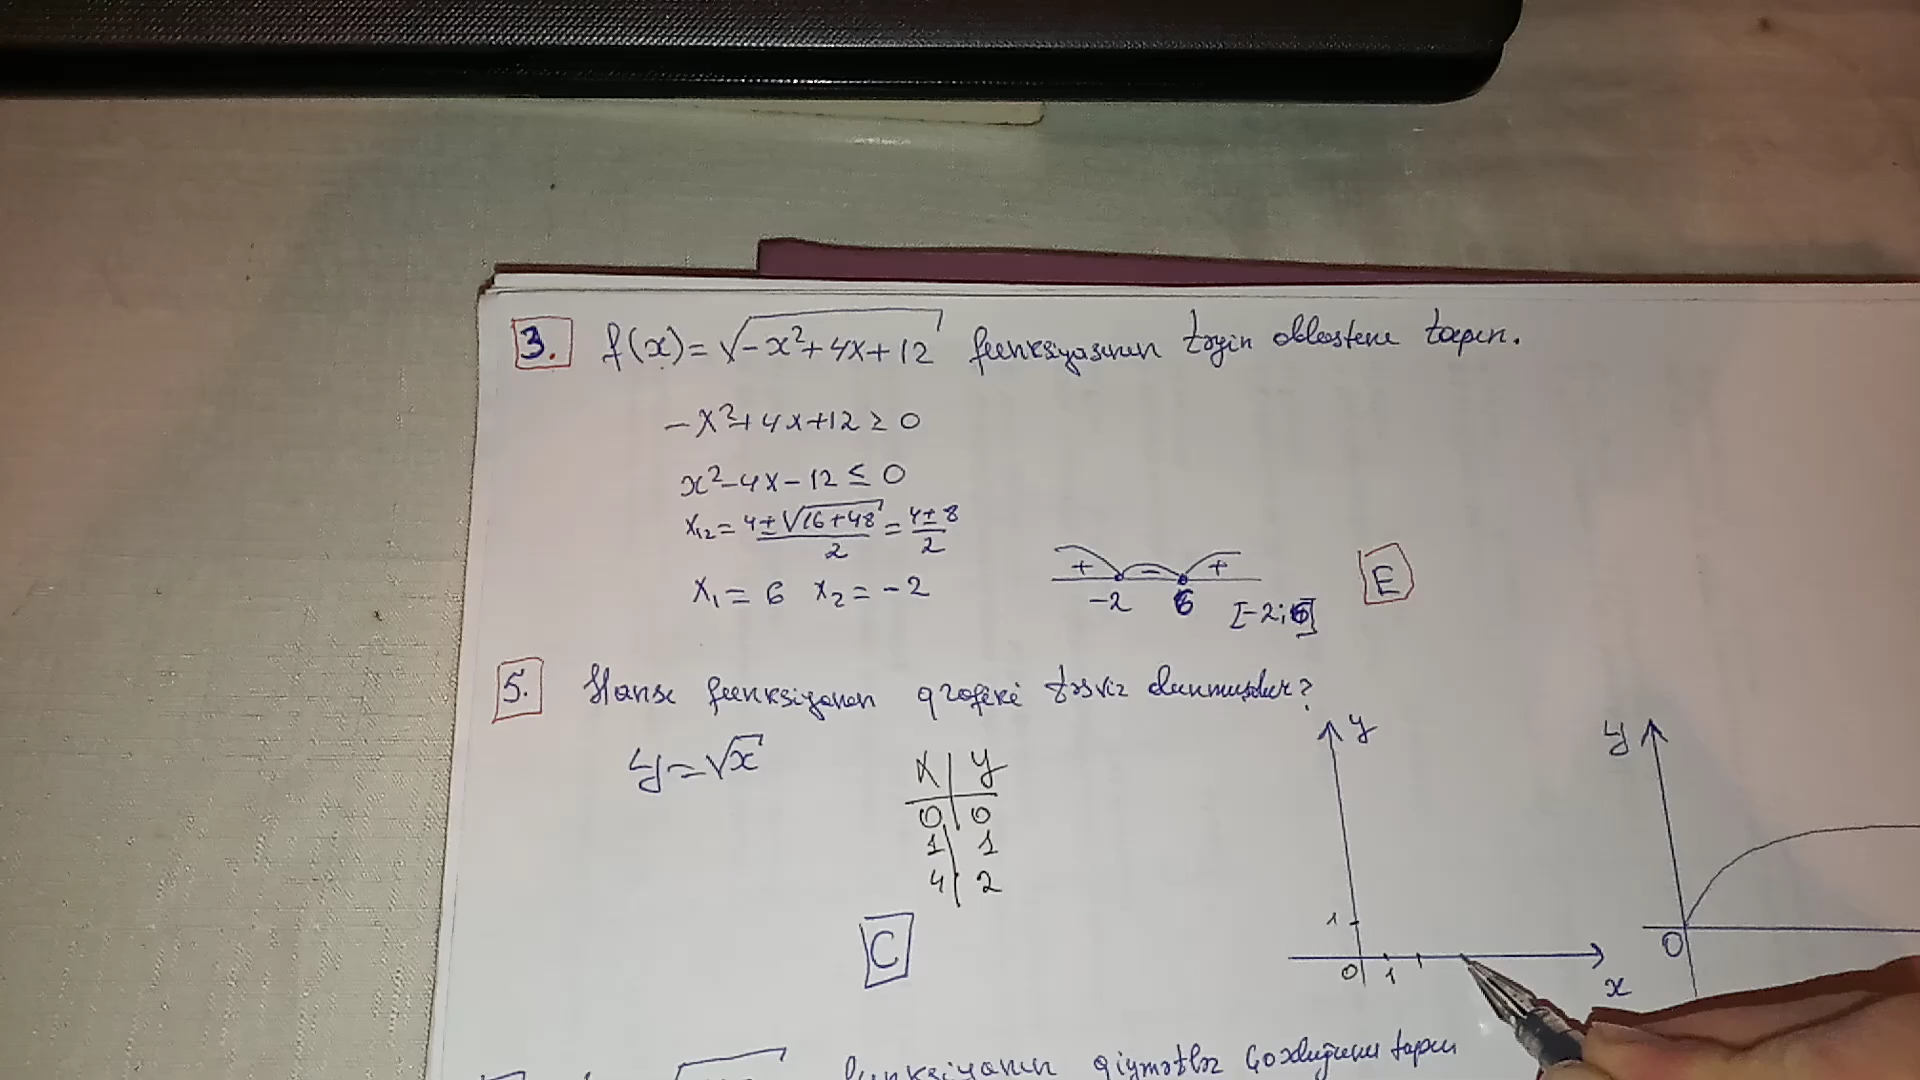 3. f(x) = √-x²+4x+12 funksiyasının təyin oblastını tapın.
-x²+4x+12 ≥ 0
x²-4x-12 ≤ 0
x₁₂ = 4±√16+48 / 2 = 4±8 / 2
x₁ = 6 x₂ = -2
+ - +
-2 6
[-2;6]
E
5. Hansı funksiyanın qrafiki təsvir olunmuşdur?
y = √x
x | y
0 | 0
1 | 1
4 | 2
C
y
1
0 1
x
y
0
funksiyanın qiymətlər çoxluğunu tapın